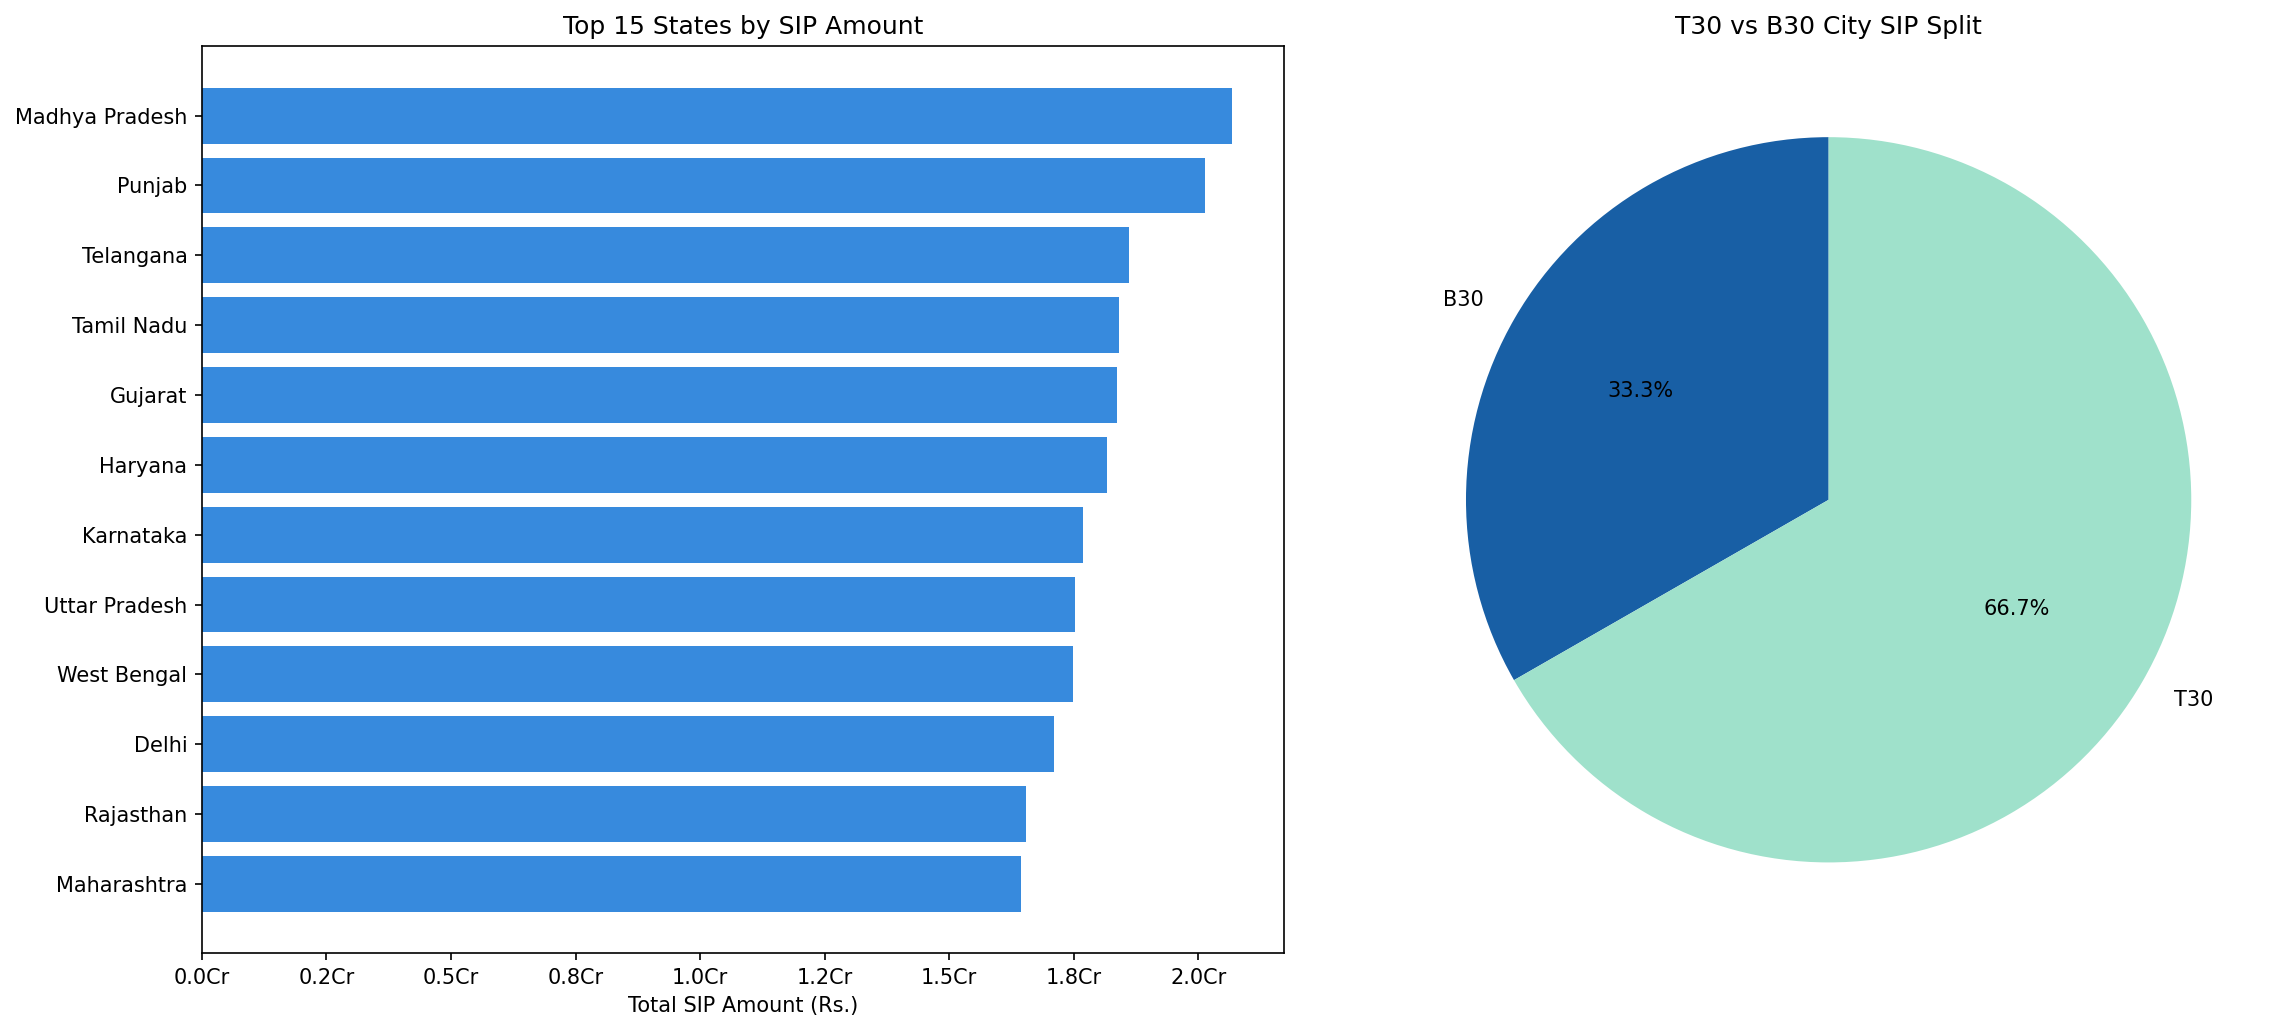 Top 15 States by SIP Amount
Madhya Pradesh
Punjab
Telangana
Tamil Nadu
Gujarat
Haryana
Karnataka
Uttar Pradesh
West Bengal
Delhi
Rajasthan
Maharashtra
0.0Cr 0.2Cr 0.5Cr 0.8Cr 1.0Cr 1.2Cr 1.5Cr 1.8Cr 2.0Cr
Total SIP Amount (Rs.)
T30 vs B30 City SIP Split
B30
33.3%
66.7%
T30